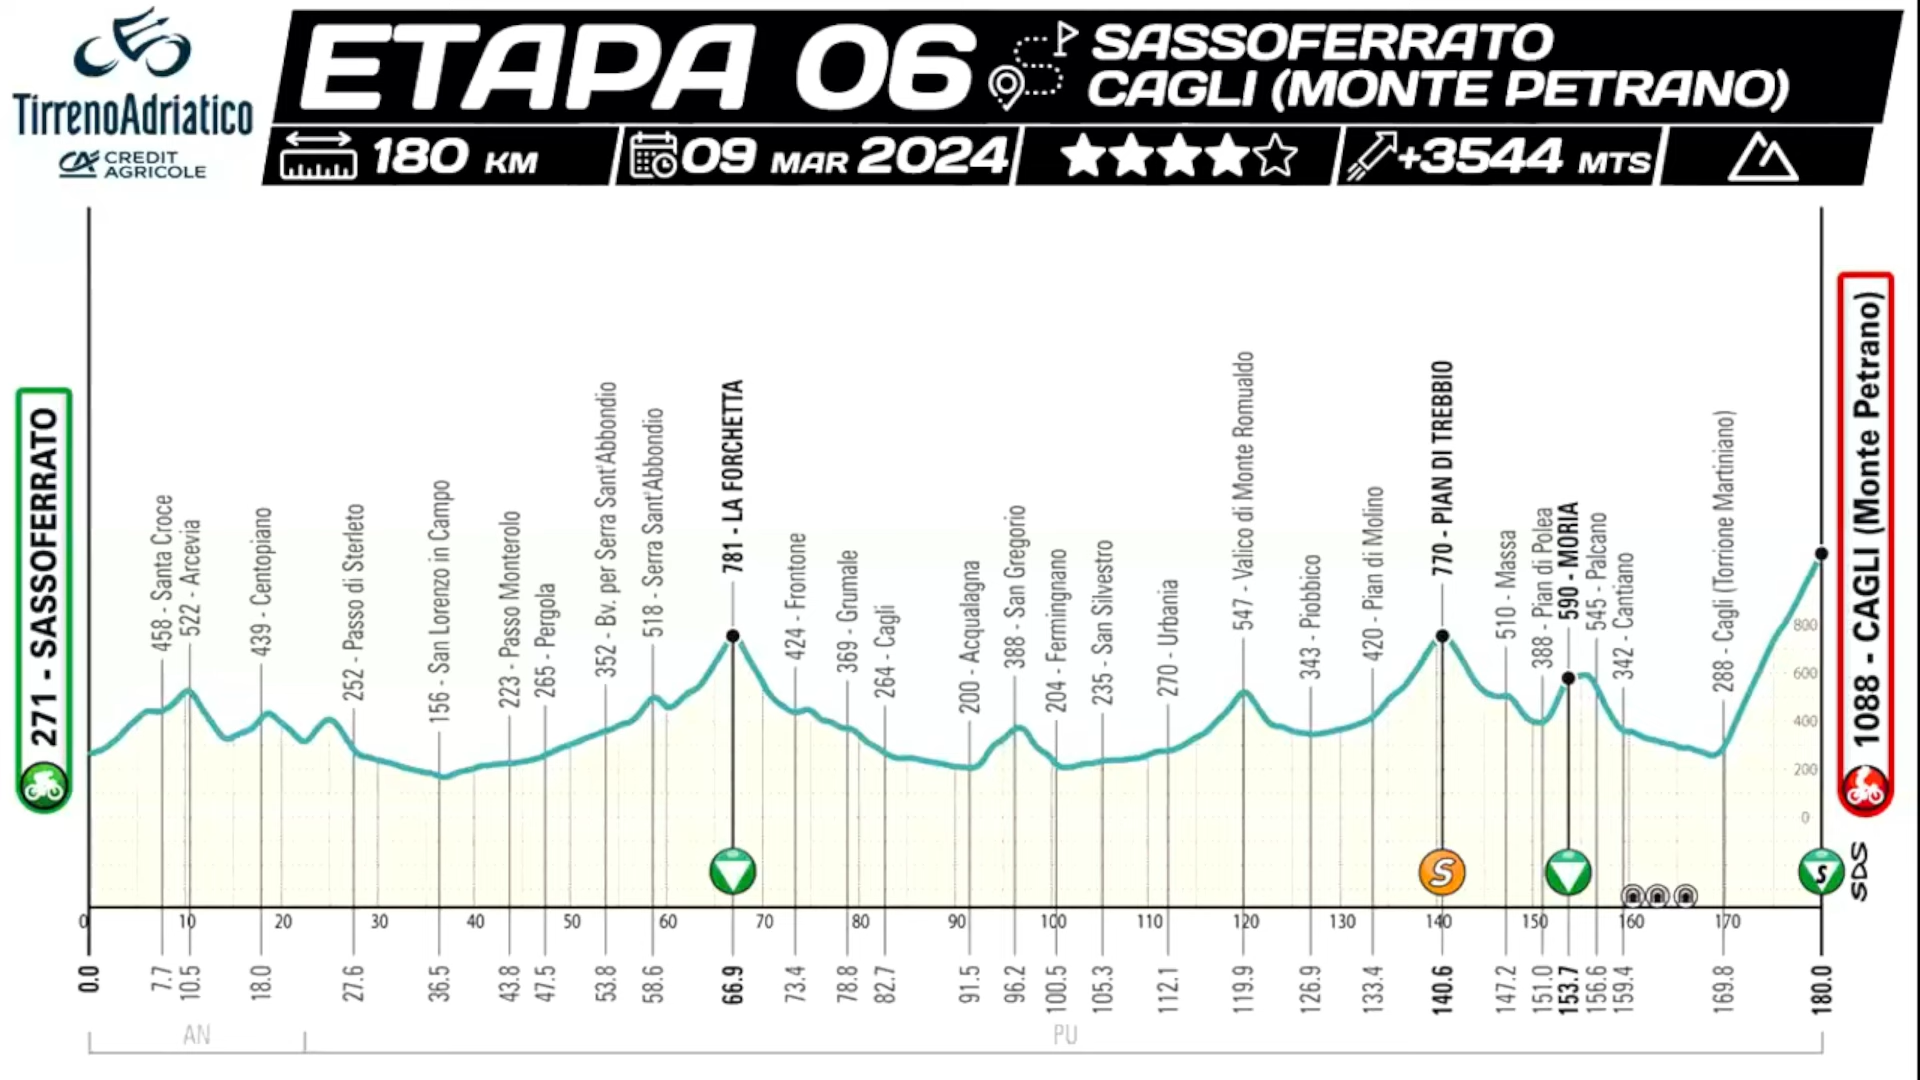 TirrenoAdriatico
CA CREDIT
AGRICOLE
ETAPA 06
SASSOFERRATO
CAGLI (MONTE PETRANO)
180 KM
09 MAR 2024
+3544 MTS
271 - SASSOFERRATO
458 - Santa Croce
522 - Arcevia
439 - Centopiano
252 - Passo di Sterleto
156 - San Lorenzo in Campo
223 - Passo Monterolo
265 - Pergola
352 - Bv. per Serra Sant'Abbondio
518 - Serra Sant'Abbondio
781 - LA FORCHETTA
424 - Frontone
369 - Grumale
264 - Cagli
200 - Acqualagna
388 - San Gregorio
204 - Fermingnano
235 - San Silvestro
270 - Urbania
547 - Valico di Monte Romualdo
343 - Piobbico
420 - Pian di Molino
770 - PIAN DI TREBBIO
510 - Massa
388 - Pian di Polea
590 - MORIA
545 - Palcano
342 - Cantiano
288 - Cagli (Torrione Martiniano)
1088 - CAGLI (Monte Petrano)
800
600
400
200
0
S
S
SDS
0 10 20 30 40 50 60 70 80 90 100 110 120 130 140 150 160 170
0.0 7.7 10.5 18.0 27.6 36.5 43.8 47.5 53.8 58.6 66.9 73.4 78.8 82.7 91.5 96.2 100.5 105.3 112.1 119.9 126.9 133.4 140.6 147.2 151.0 153.7 156.6 159.4 169.8 180.0
AN PU